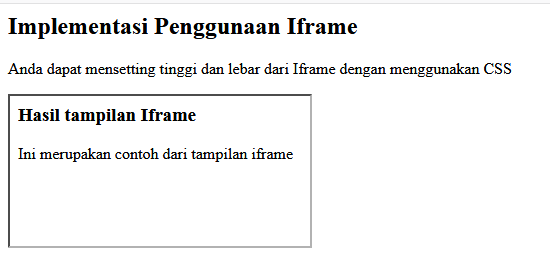 Implementasi Penggunaan Iframe
Anda dapat mensetting tinggi dan lebar dari Iframe dengan menggunakan CSS
Hasil tampilan Iframe
Ini merupakan contoh dari tampilan iframe